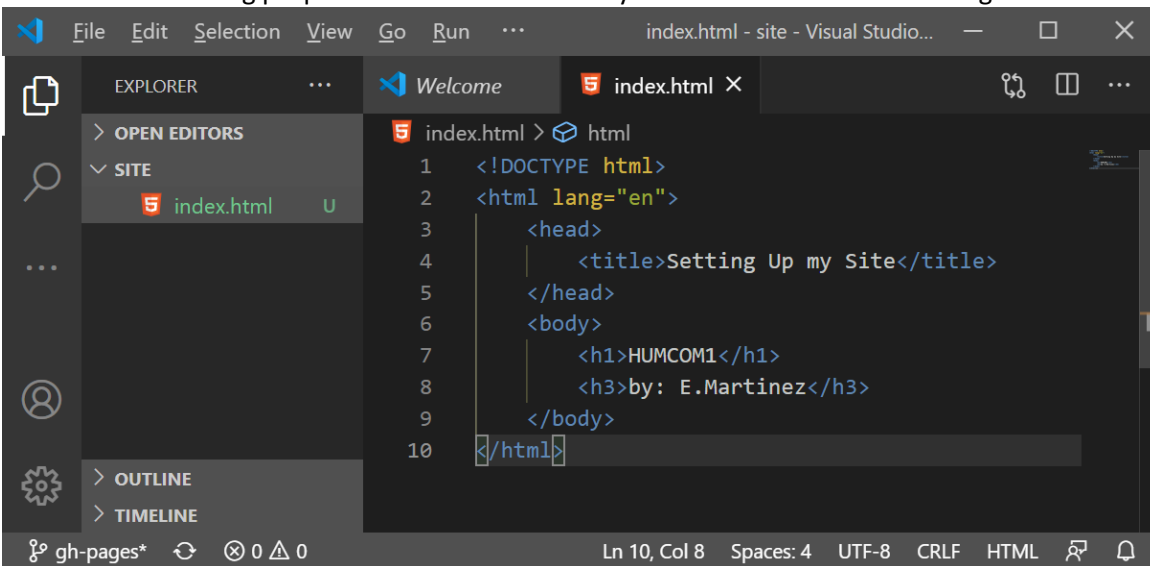 File Edit Selection View Go Run ··· index.html - site - Visual Studio...
EXPLORER ···
Welcome
index.html
OPEN EDITORS
SITE
index.html U
index.html > html
1 <!DOCTYPE html>
2 <html lang="en">
3 <head>
4 <title>Setting Up my Site</title>
5 </head>
6 <body>
7 <h1>HUMCOM1</h1>
8 <h3>by: E.Martinez</h3>
9 </body>
10 </html>
OUTLINE
TIMELINE
gh-pages* 0 0 Ln 10, Col 8 Spaces: 4 UTF-8 CRLF HTML